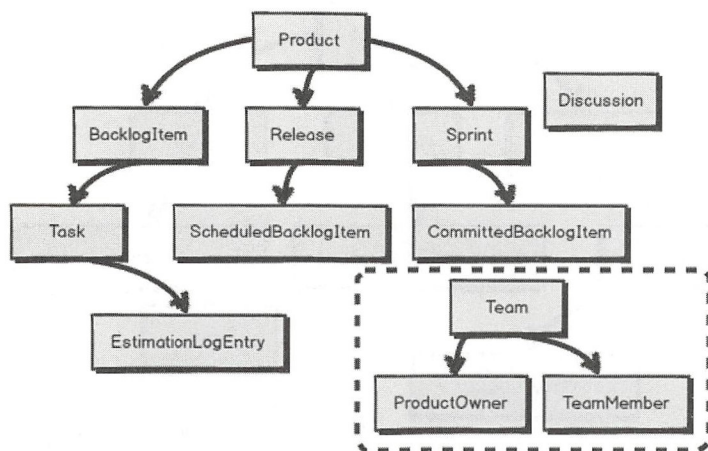 Product
Discussion
BacklogItem
Release
Sprint
Task
ScheduledBacklogItem
CommittedBacklogItem
Team
EstimationLogEntry
ProductOwner
TeamMember